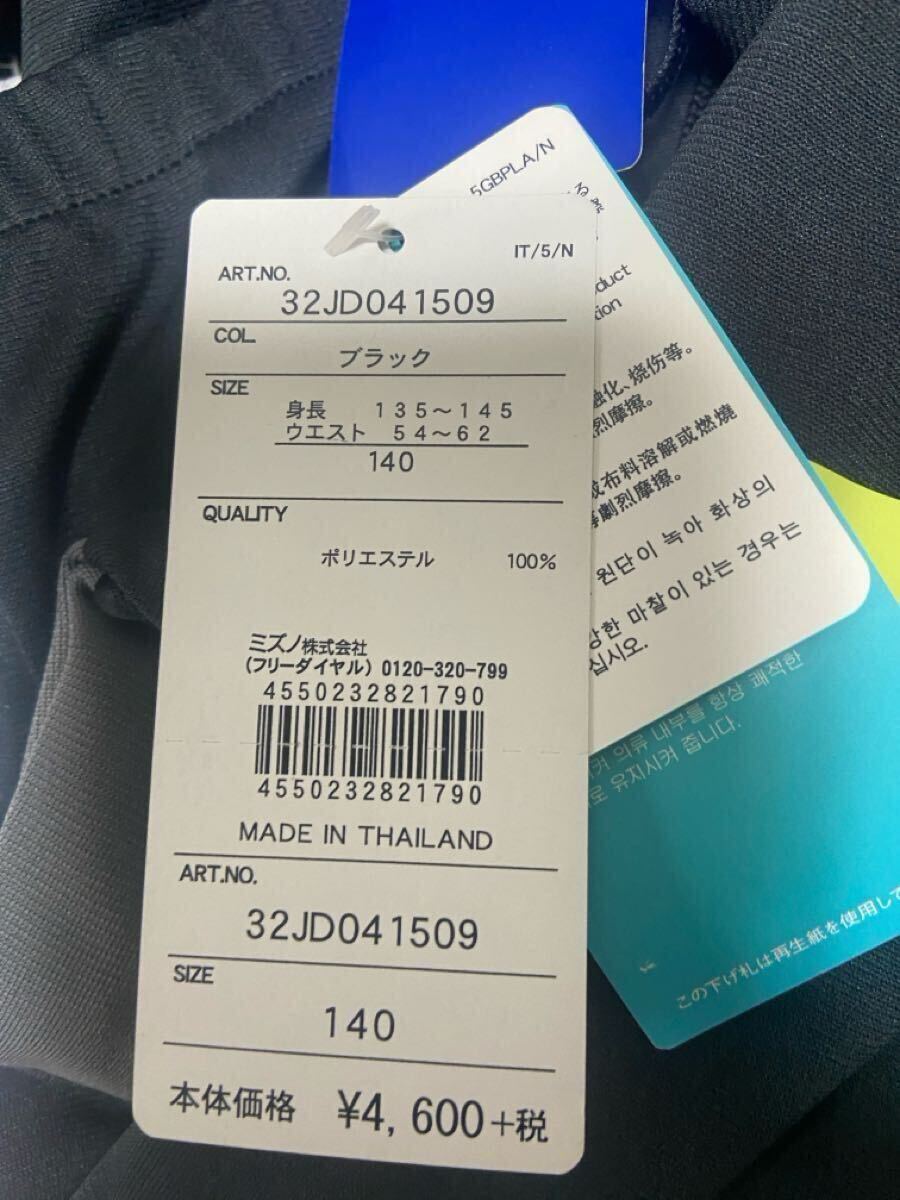 IT/5/N
ART.NO.
32JD041509
COL.
ブラック
SIZE
身長 135～145
ウエスト 54～62
140
QUALITY
ポリエステル 100%
ミズノ株式会社
(フリーダイヤル) 0120-320-799
4550232821790
4550232821790
MADE IN THAILAND
ART.NO.
32JD041509
SIZE
140
本体価格 ¥4,600+税
5GBPLA/N
る
duct
tion
融化、烧伤等。
烈摩擦。
或布料溶解或燃燒
等劇烈摩擦。
원단이 녹아 화상의
강한 마찰이 있는 경우는
십시오.
켜 의류 내부를 항상 쾌적한
로 유지시켜 줍니다.
この下げ札は再生紙を使用して